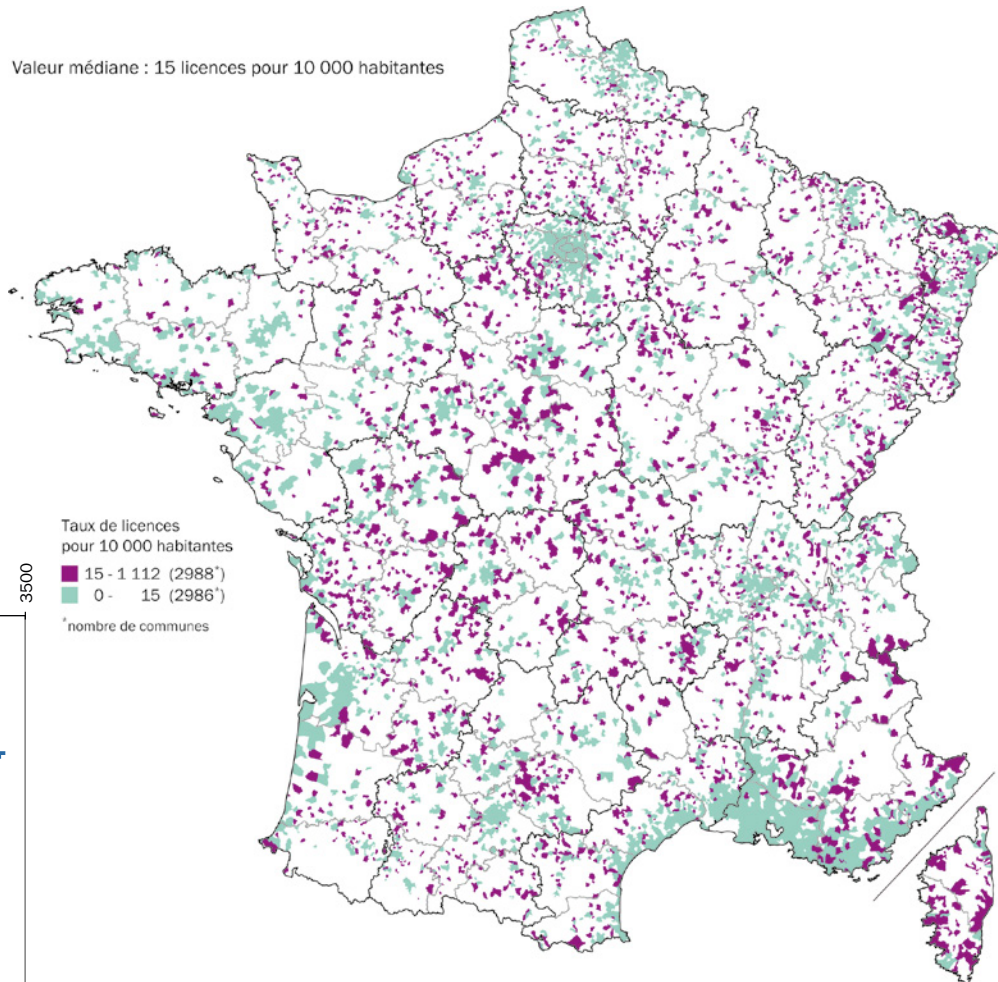 Valeur médiane : 15 licences pour 10 000 habitantes
Taux de licences
pour 10 000 habitantes
15 - 1 112 (2988*)
0 - 15 (2986*)
*nombre de communes
3500